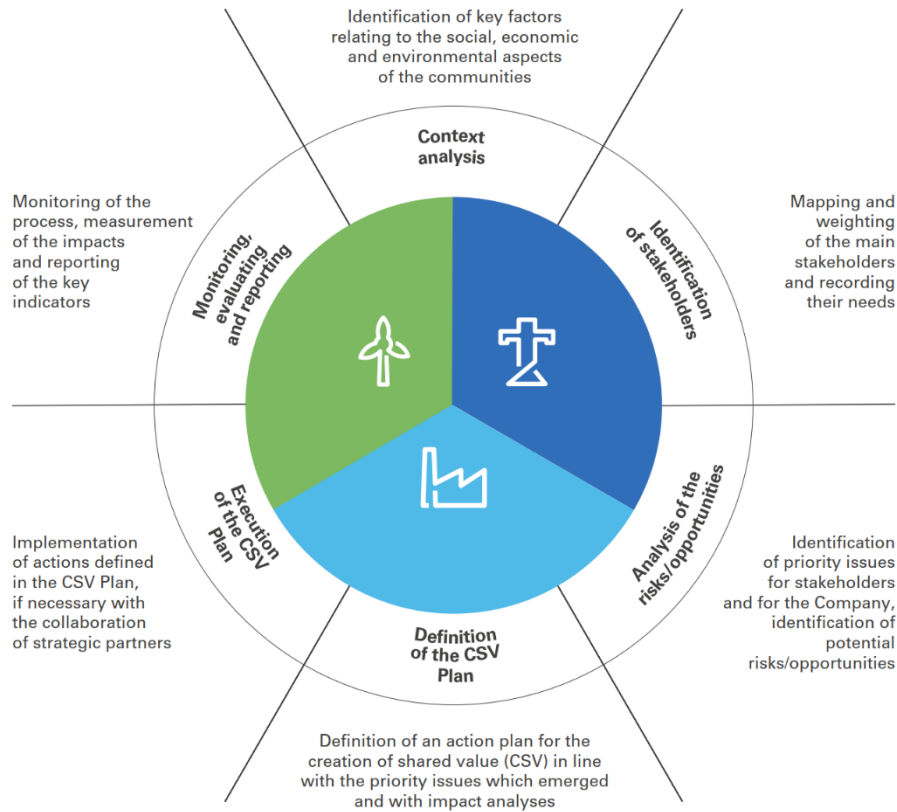 Identification of key factors
relating to the social, economic
and environmental aspects
of the communities
Context
analysis
Mapping and
weighting
of the main
stakeholders
and recording
their needs
Identification
of stakeholders
Identification
of priority issues
for stakeholders
and for the Company,
identification of
potential
risks/opportunities
Analysis of the
risks/opportunities
Definition
of the CSV
Plan
Definition of an action plan for the
creation of shared value (CSV) in line
with the priority issues which emerged
and with impact analyses
Execution
of the CSV
Plan
Implementation
of actions defined
in the CSV Plan,
if necessary with
the collaboration
of strategic partners
Monitoring,
evaluating
and reporting
Monitoring of the
process, measurement
of the impacts
and reporting
of the key
indicators